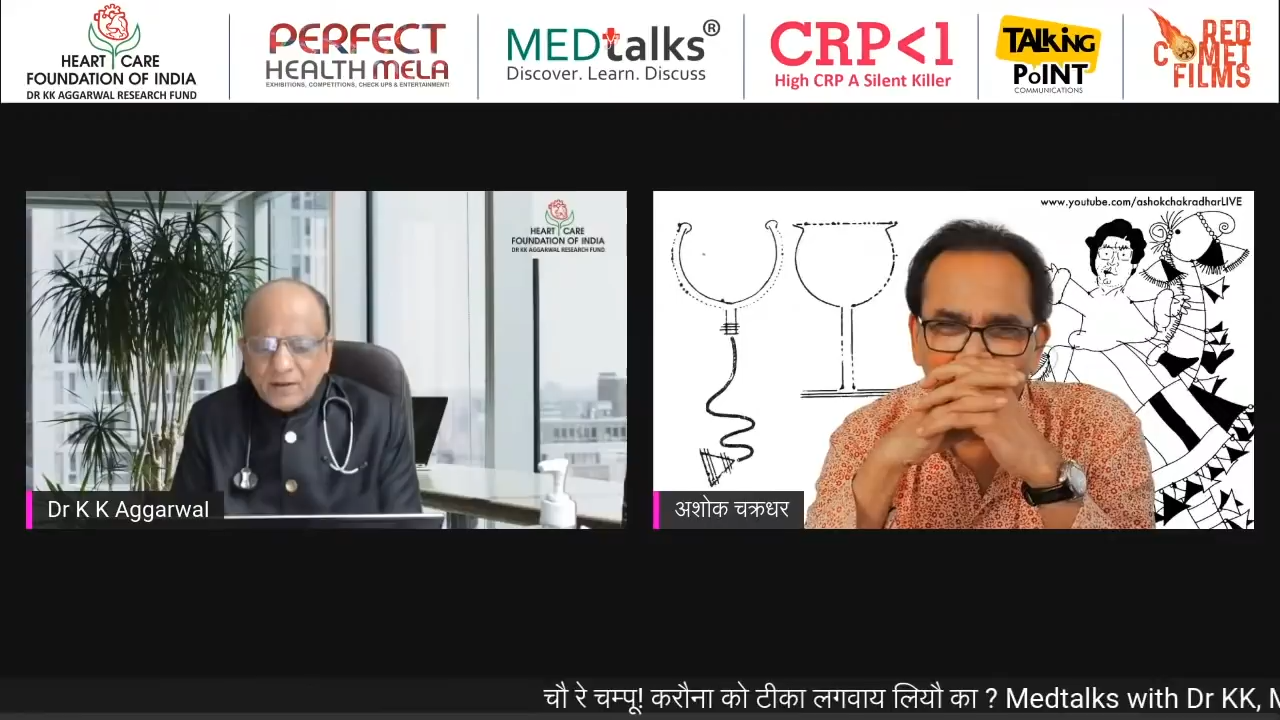 HEART CARE
FOUNDATION OF INDIA
DR KK AGGARWAL RESEARCH FUND
PERFECT
HEALTH MELA
EXHIBITIONS, COMPETITIONS, CHECK UPS & ENTERTAINMENT!
MEDtalks®
Discover. Learn. Discuss
CRP<1
High CRP A Silent Killer
TALKiNG
PoiNT
COMMUNICATIONS
RED
COMET
FILMS
HEART CARE
FOUNDATION OF INDIA
DR KK AGGARWAL RESEARCH FUND
www.youtube.com/ashokchakradharLIVE
Dr K K Aggarwal
अशोक चक्रधर
चौ रे चम्पू! करौना को टीका लगवाय लियौ का ? Medtalks with Dr KK,